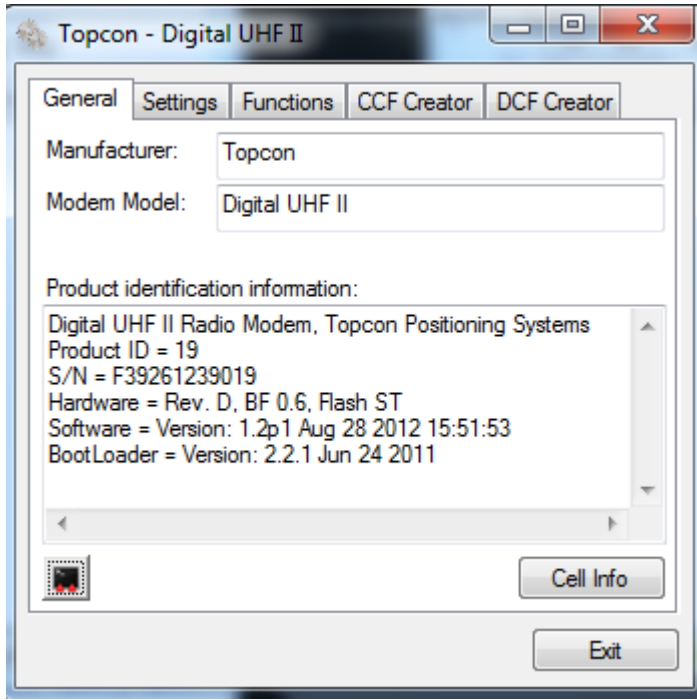 Topcon - Digital UHF II
General Settings Functions CCF Creator DCF Creator
Manufacturer: Topcon
Modem Model: Digital UHF II
Product identification information:
Digital UHF II Radio Modem, Topcon Positioning Systems
Product ID = 19
S/N = F39261239019
Hardware = Rev. D, BF 0.6, Flash ST
Software = Version: 1.2p1 Aug 28 2012 15:51:53
BootLoader = Version: 2.2.1 Jun 24 2011
Cell Info
Exit